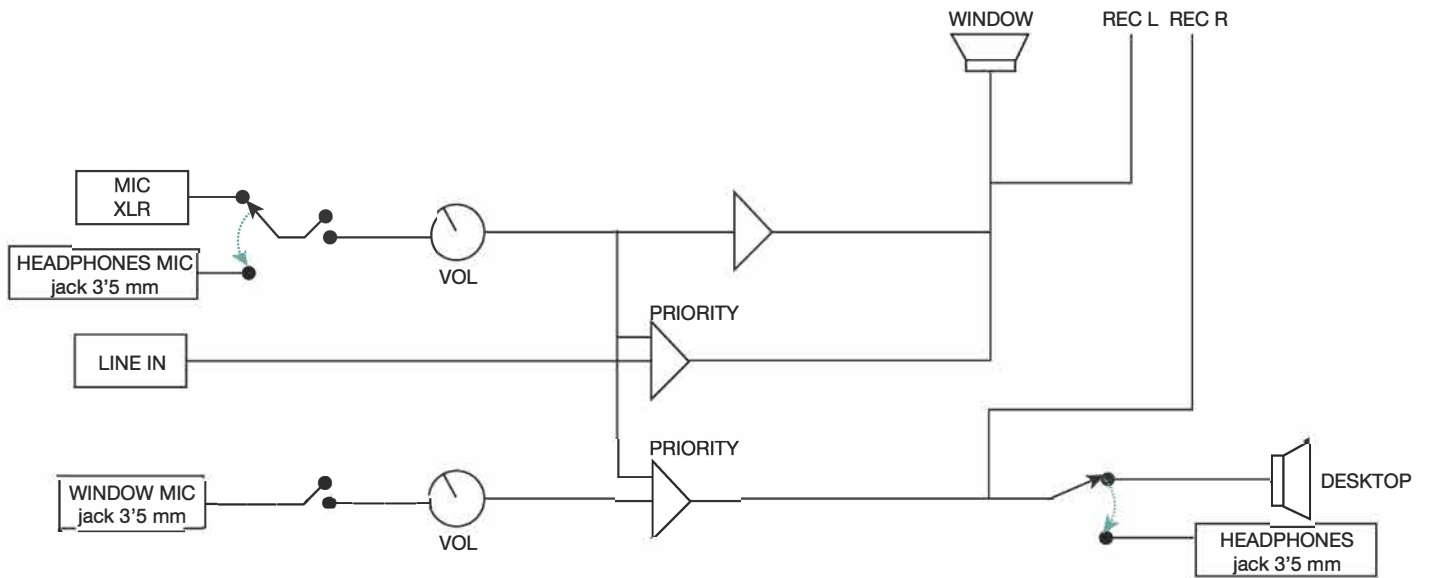 WINDOW
REC L REC R
MIC
XLR
VOL
HEADPHONES MIC
jack 3'5 mm
PRIORITY
LINE IN
PRIORITY
WINDOW MIC
jack 3'5 mm
VOL
DESKTOP
HEADPHONES
jack 3'5 mm